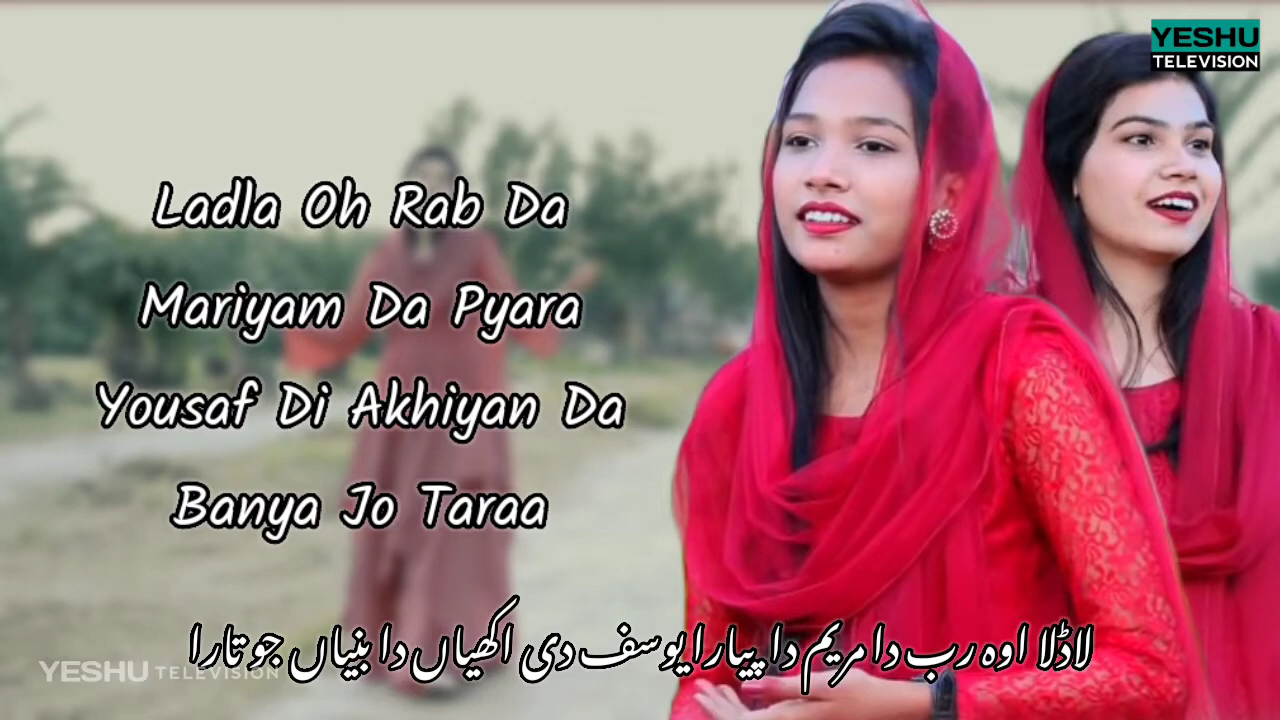 YESHU
TELEVISION
Ladla Oh Rab Da
Mariyam Da Pyara
Yousaf Di Akhiyan Da
Banya Jo Taraa
لاڈلا اوہ رب دا مریم دا پیارا یوسف دی اکھیاں دا بنیاں جو تارا
YESHU TELEVISION